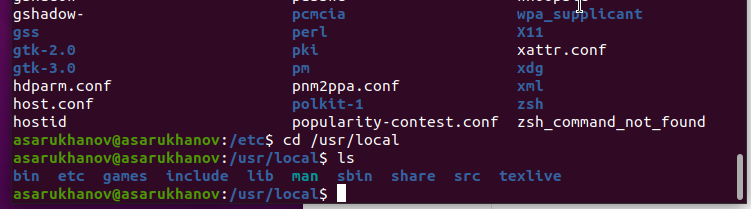 gshadow- pcmcia wpa_supplicant
gss perl X11
gtk-2.0 pki xattr.conf
gtk-3.0 pm xdg
hdparm.conf pnm2ppa.conf xml
host.conf polkit-1 zsh
hostid popularity-contest.conf zsh_command_not_found
asarukhanov@asarukhanov:/etc$ cd /usr/local
asarukhanov@asarukhanov:/usr/local$ ls
bin etc games include lib man sbin share src texlive
asarukhanov@asarukhanov:/usr/local$